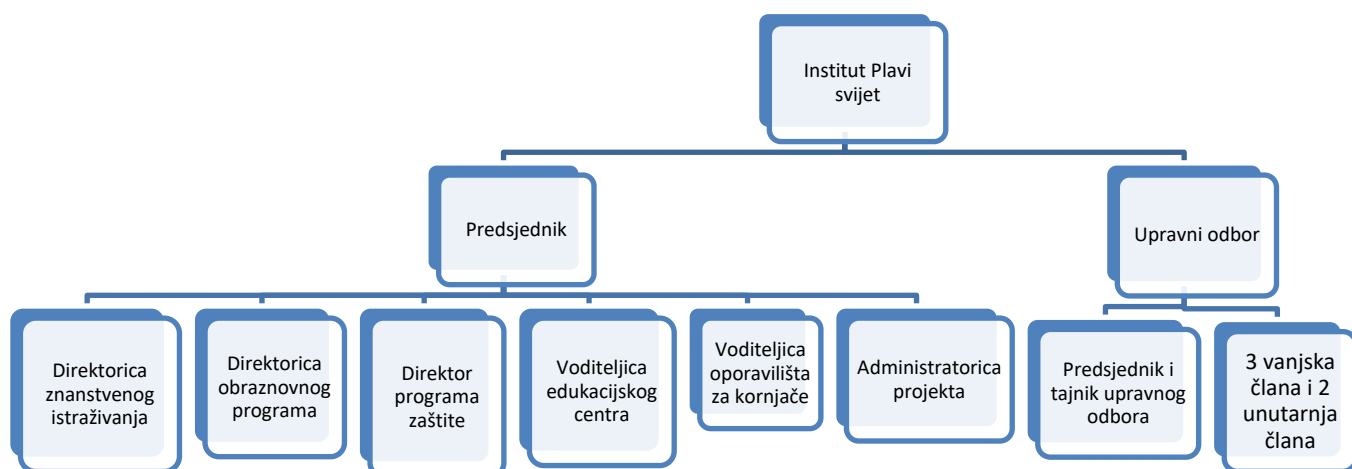 Institut Plavi
svijet
Predsjednik
Upravni odbor
Direktorica
znanstvenog
istraživanja
Direktorica
obraznovnog
programa
Direktor
programa
zaštite
Voditeljica
edukacijskog
centra
Voditeljica
oporavilišta
za kornjače
Administratorica
projekta
Predsjednik i
tajnik upravnog
odbora
3 vanjska
člana i 2
unutarnja
člana